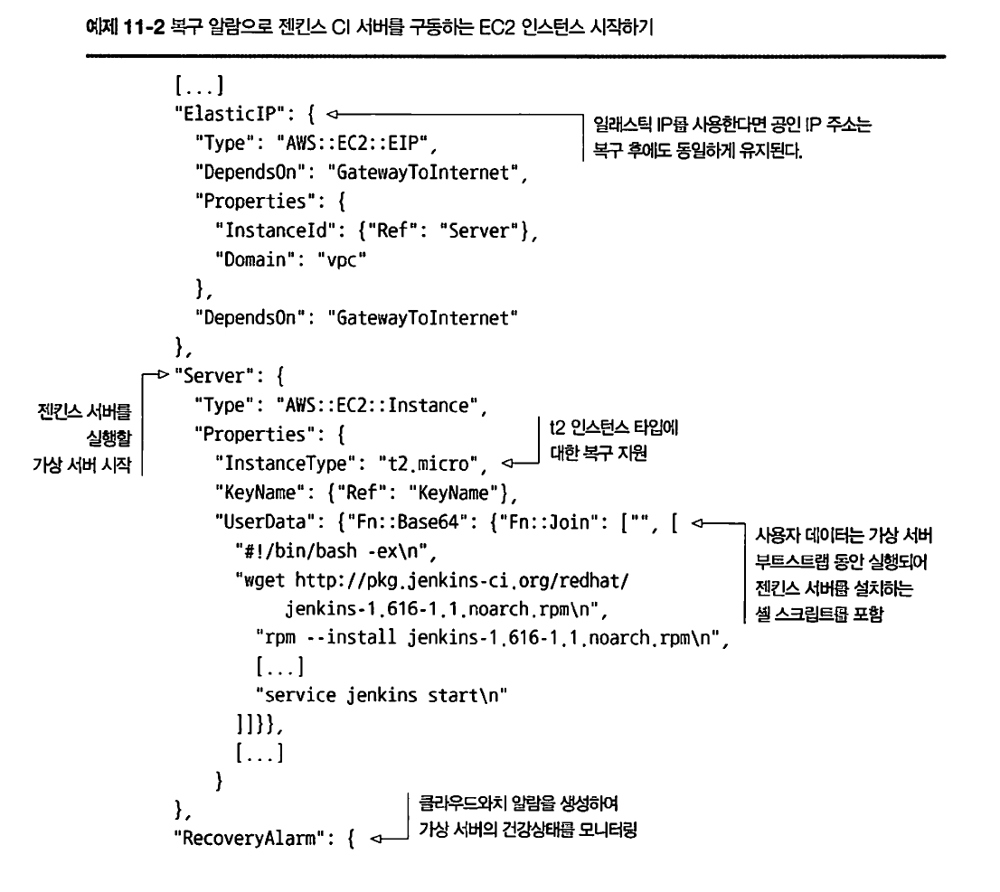 예제 11-2 복구 알람으로 젠킨스 CI 서버를 구동하는 EC2 인스턴스 시작하기
[...]
"ElasticIP": {
일래스틱 IP를 사용한다면 공인 IP 주소는
복구 후에도 동일하게 유지된다.
"Type": "AWS::EC2::EIP",
"DependsOn": "GatewayToInternet",
"Properties": {
"InstanceId": {"Ref": "Server"},
"Domain": "vpc"
},
"DependsOn": "GatewayToInternet"
},
"Server": {
젠킨스 서버를
실행할
가상 서버 시작
"Type": "AWS::EC2::Instance",
"Properties": {
t2 인스턴스 타입에
대한 복구 지원
"InstanceType": "t2.micro",
"KeyName": {"Ref": "KeyName"},
"UserData": {"Fn::Base64": {"Fn::Join": ["", [
사용자 데이터는 가상 서버
부트스트랩 동안 실행되어
젠킨스 서버를 설치하는
셸 스크립트를 포함
"#!/bin/bash -ex\n",
"wget http://pkg.jenkins-ci.org/redhat/
jenkins-1.616-1.1.noarch.rpm\n",
"rpm --install jenkins-1.616-1.1.noarch.rpm\n",
[...]
"service jenkins start\n"
]]}},
[...]
}
},
클라우드와치 알람을 생성하여
가상 서버의 건강상태를 모니터링
"RecoveryAlarm": {